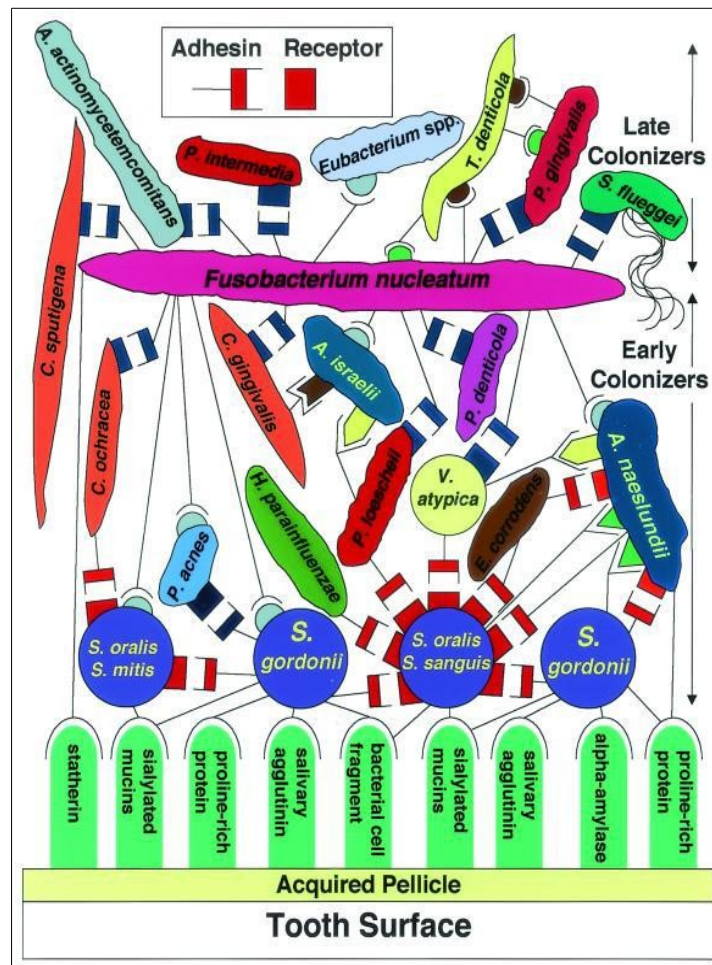 A. actinomycetemcomitans
Adhesin Receptor
P. intermedia
Eubacterium spp.
T. denticola
P. gingivalis
Late
Colonizers
S. flueggei
Fusobacterium nucleatum
C. sputigena
Early
Colonizers
C. ochracea
C. gingivalis
A. israelii
P. denticola
A. naeslundii
P. loescheii
V.
atypica
E. corrodens
H. parainfluenzae
P. acnes
S. oralis
S. mitis
S.
gordonii
S. oralis
S. sanguis
S.
gordonii
statherin
sialylated
mucins
proline-rich
protein
salivary
agglutinin
bacterial cell
fragment
sialylated
mucins
salivary
agglutinin
alpha-amylase
proline-rich
protein
Acquired Pellicle
Tooth Surface